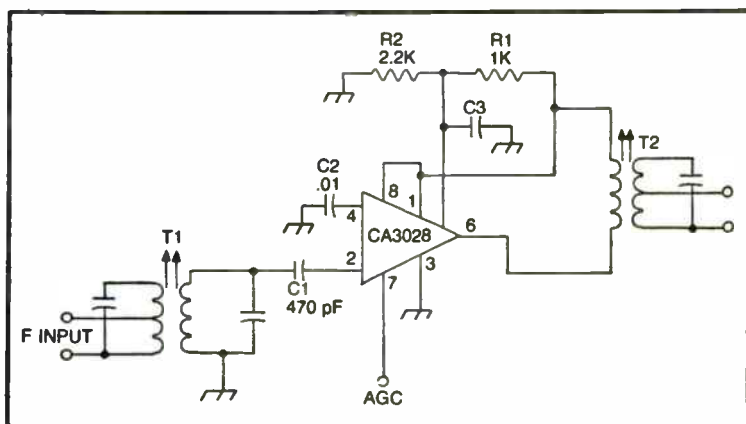 R2
2.2K
R1
1K
C3
T2
C2
.01
8
1
4
CA3028
6
T1
2
3
C1
470 pF
7
F INPUT
AGC